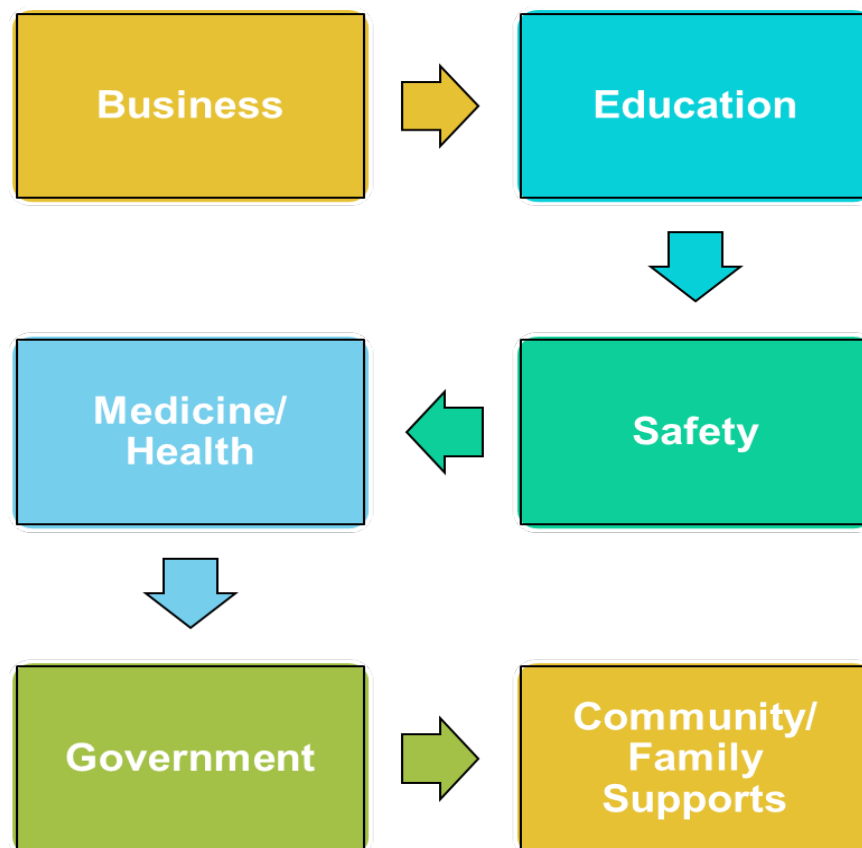 Business
Education
Safety
Medicine/
Health
Government
Community/
Family
Supports